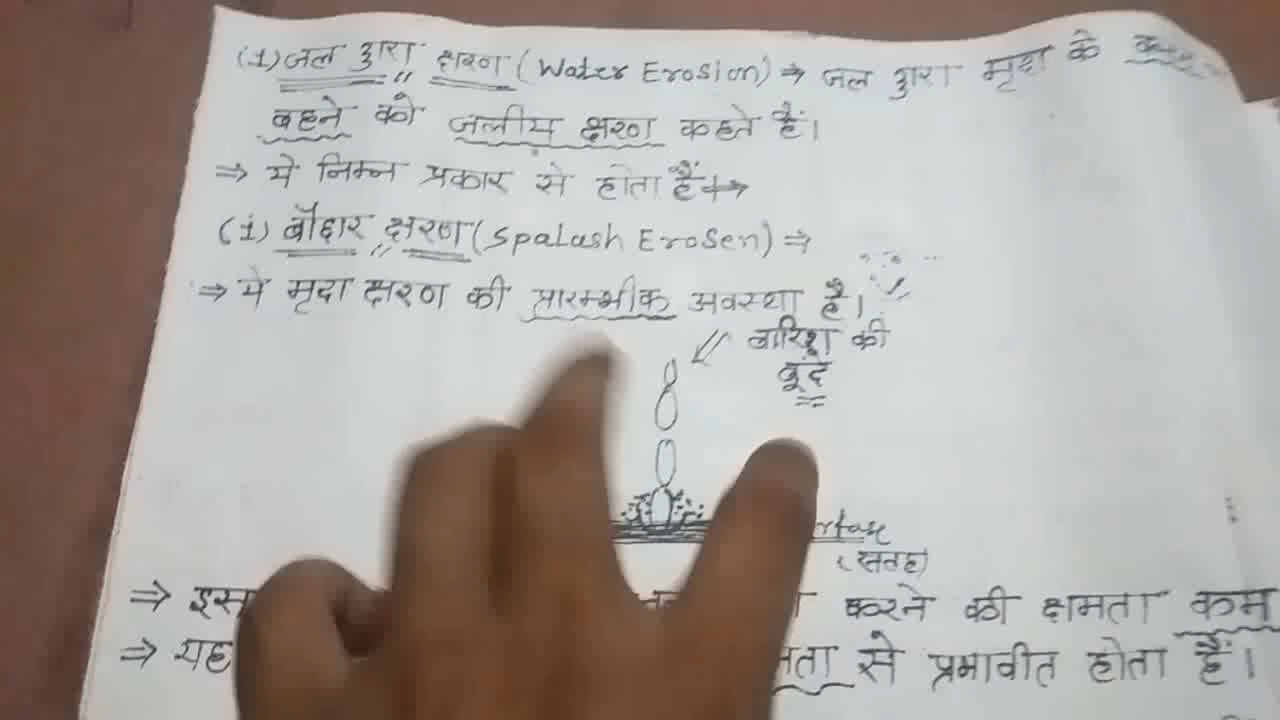 (1) जल द्वारा क्षरण (Water Erosion) ⇒ जल द्वारा मृदा के
बहने को जलीय क्षरण कहते हैं।
⇒ ये निम्न प्रकार से होता हैं →
(i) बौछार क्षरण (Spalash Erosen) ⇒
⇒ ये मृदा क्षरण की प्रारम्भीक अवस्था है।
बारिश की
बूंदे
(सतह)
⇒ करने की क्षमता कम
⇒ यह से प्रभावीत होता हैं।